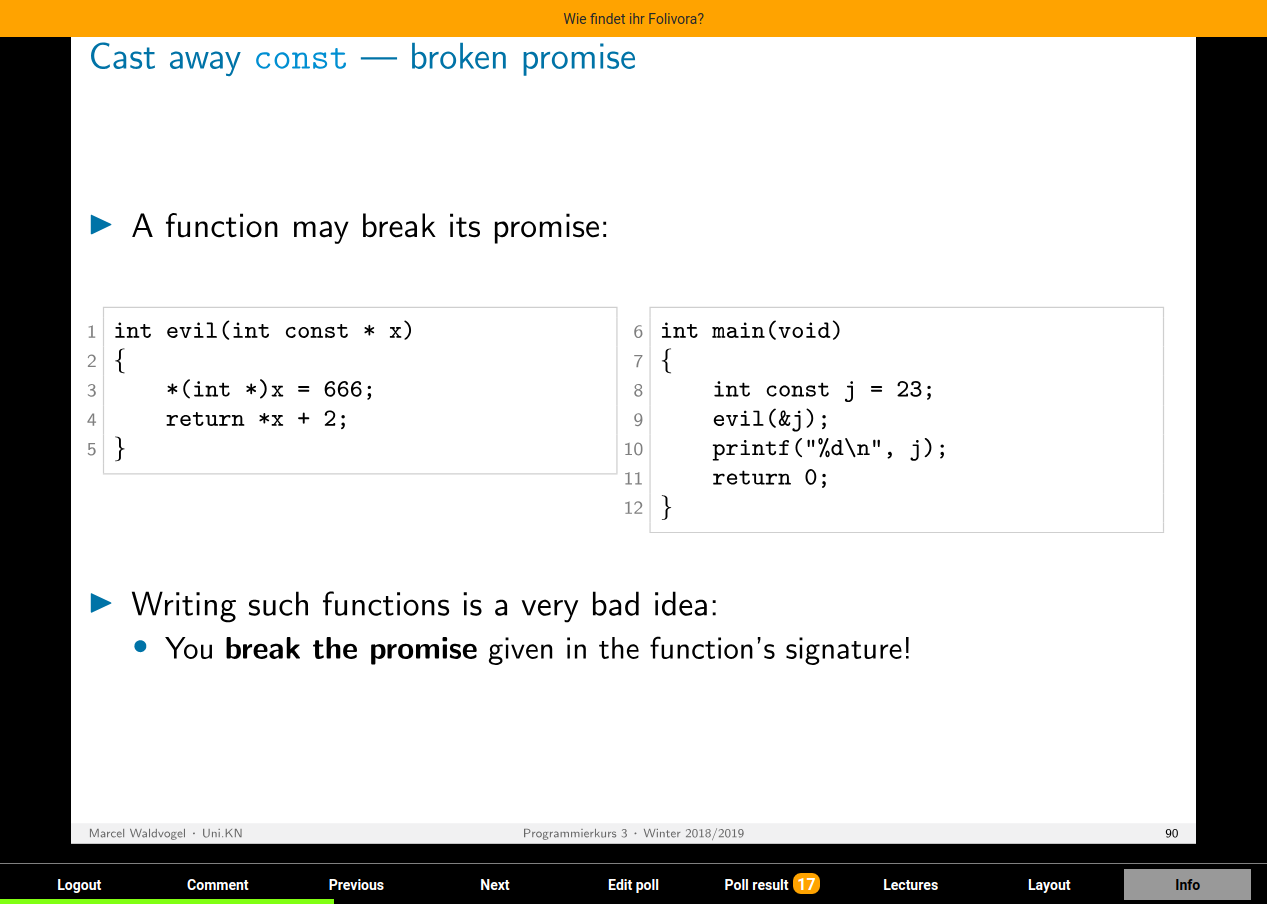 Wie findet ihr Folivora?
Cast away const — broken promise
▶ A function may break its promise:
1 int evil(int const * x)
2 {
3     *(int *)x = 666;
4     return *x + 2;
5 }
6 int main(void)
7 {
8     int const j = 23;
9     evil(&j);
10     printf("%d\n", j);
11     return 0;
12 }
▶ Writing such functions is a very bad idea:
• You break the promise given in the function's signature!
Marcel Waldvogel · Uni.KN Programmierkurs 3 · Winter 2018/2019 90
Logout Comment Previous Next Edit poll Poll result 17 Lectures Layout Info